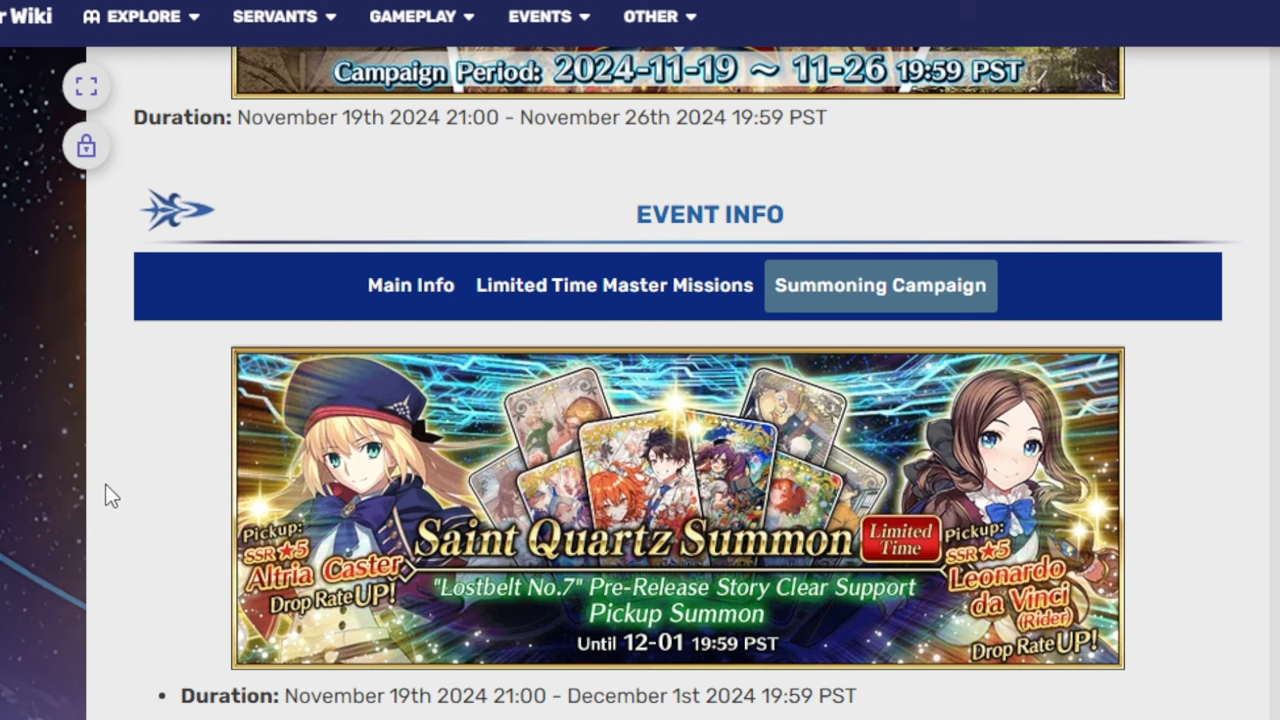 r Wiki EXPLORE SERVANTS GAMEPLAY EVENTS OTHER
Campaign Period: 2024-11-19 ~ 11-26 19:59 PST
Duration: November 19th 2024 21:00 - November 26th 2024 19:59 PST
EVENT INFO
Main Info Limited Time Master Missions Summoning Campaign
Pickup:
SSR ★5
Altria Caster
Drop Rate UP!
Saint Quartz Summon
Limited
Time
"Lostbelt No.7" Pre-Release Story Clear Support
Pickup Summon
Until 12-01 19:59 PST
Pickup:
SSR ★5
Leonardo
da Vinci
(Rider)
Drop Rate UP!
• Duration: November 19th 2024 21:00 - December 1st 2024 19:59 PST